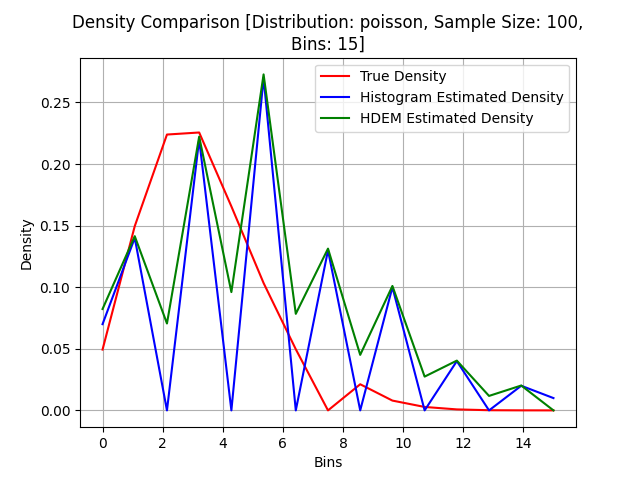 Density Comparison [Distribution: poisson, Sample Size: 100,
Bins: 15]
True Density
Histogram Estimated Density
HDEM Estimated Density
Density
0.25
0.20
0.15
0.10
0.05
0.00
0 2 4 6 8 10 12 14
Bins